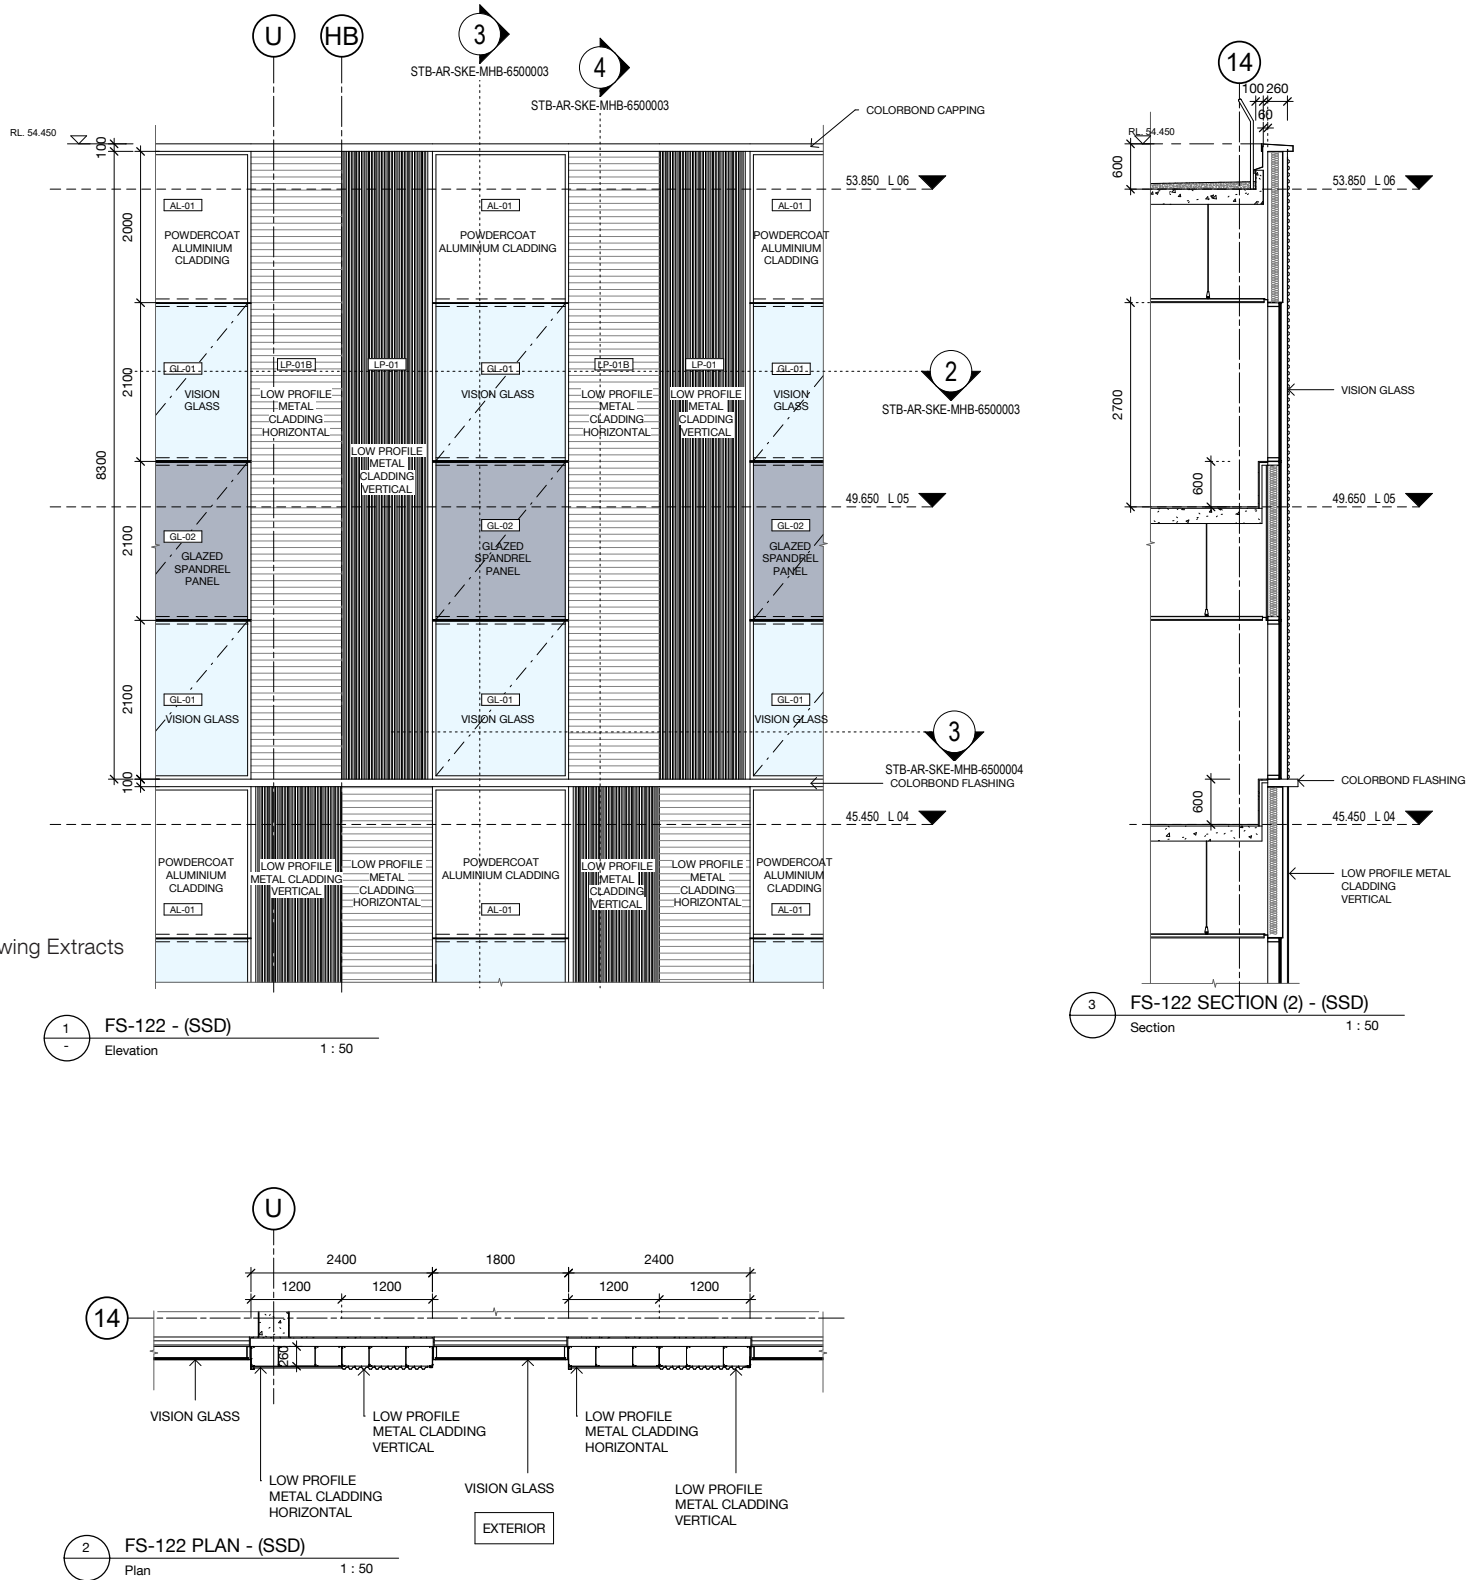 U
HB
3
STB-AR-SKE-MHB-6500003
4
STB-AR-SKE-MHB-6500003
COLORBOND CAPPING
RL. 54.450
100
53.850 L 06
AL-01
POWDERCOAT
ALUMINIUM
CLADDING
AL-01
POWDERCOAT
ALUMINIUM CLADDING
AL-01
POWDERCOAT
ALUMINIUM
CLADDING
2000
GL-01
VISION
GLASS
LP-01B
LOW PROFILE
METAL
CLADDING
HORIZONTAL
LP-01
LOW PROFILE
METAL
CLADDING
VERTICAL
GL-01
VISION GLASS
LP-01B
LOW PROFILE
METAL
CLADDING
HORIZONTAL
LP-01
LOW PROFILE
METAL
CLADDING
VERTICAL
GL-01
VISION
GLASS
2
STB-AR-SKE-MHB-6500003
2100
8300
49.650 L 05
GL-02
GLAZED
SPANDREL
PANEL
GL-02
GLAZED
SPANDREL
PANEL
GL-02
GLAZED
SPANDREL
PANEL
2100
GL-01
VISION GLASS
GL-01
VISION GLASS
GL-01
VISION GLASS
2100
3
STB-AR-SKE-MHB-6500004
COLORBOND FLASHING
100
45.450 L 04
POWDERCOAT
ALUMINIUM
CLADDING
AL-01
LOW PROFILE
METAL CLADDING
VERTICAL
LOW PROFILE
METAL
CLADDING
HORIZONTAL
POWDERCOAT
ALUMINIUM CLADDING
AL-01
LOW PROFILE
METAL
CLADDING
VERTICAL
LOW PROFILE
METAL
CLADDING
HORIZONTAL
POWDERCOAT
ALUMINIUM
CLADDING
AL-01
wing Extracts
1
-
FS-122 - (SSD)
Elevation 1 : 50
14
100 260
60
RL. 54.450
600
53.850 L 06
VISION GLASS
2700
600
49.650 L 05
COLORBOND FLASHING
600
45.450 L 04
LOW PROFILE METAL
CLADDING
VERTICAL
3
FS-122 SECTION (2) - (SSD)
Section 1 : 50
U
2400 1800 2400
1200 1200 1200 1200
14
260
VISION GLASS
LOW PROFILE
METAL CLADDING
VERTICAL
LOW PROFILE
METAL CLADDING
HORIZONTAL
LOW PROFILE
METAL CLADDING
HORIZONTAL
VISION GLASS
LOW PROFILE
METAL CLADDING
VERTICAL
EXTERIOR
2
FS-122 PLAN - (SSD)
Plan 1 : 50